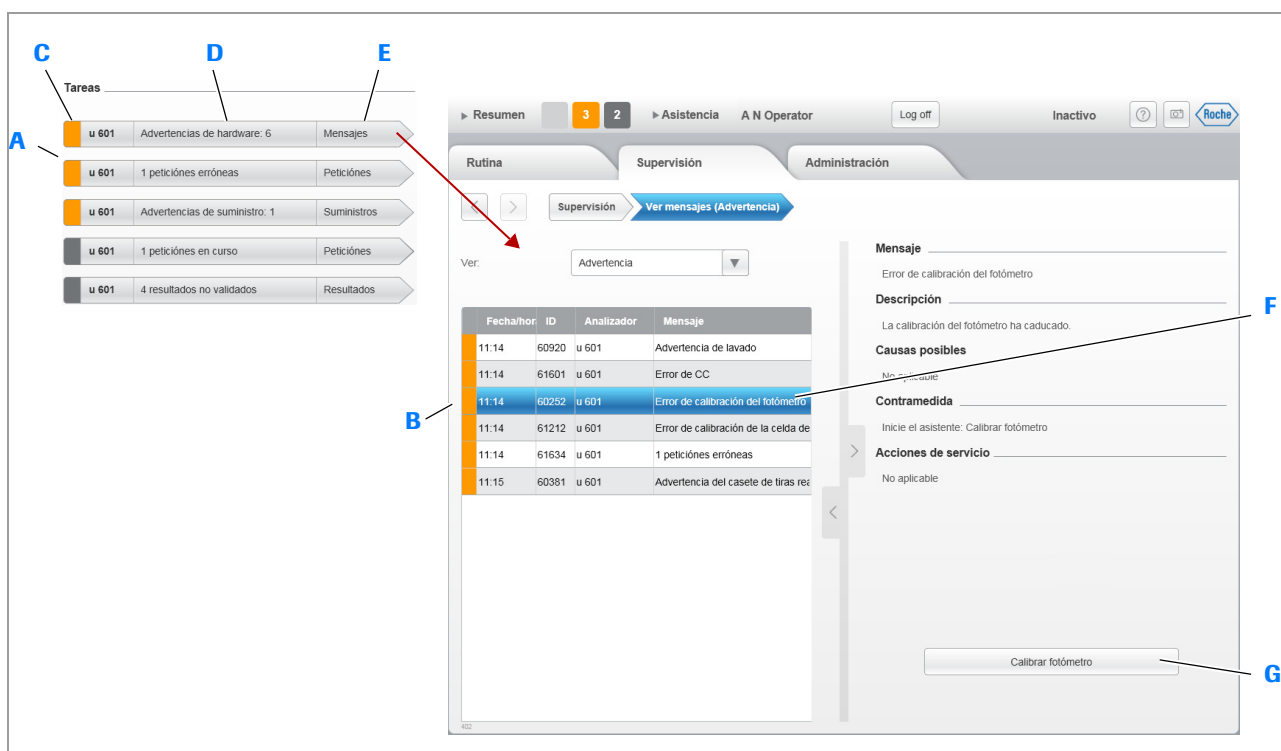 C D E
Tareas
A
u 601 Advertencias de hardware: 6 Mensajes
u 601 1 peticiónes erróneas Peticiónes
u 601 Advertencias de suministro: 1 Suministros
u 601 1 peticiónes en curso Peticiónes
u 601 4 resultados no validados Resultados
Resumen 3 2 Asistencia A N Operator Log off Inactivo ? Roche
Rutina Supervisión Administración
Supervisión Ver mensajes (Advertencia)
Ver: Advertencia
B
Fecha/hor ID Analizador Mensaje
11:14 60920 u 601 Advertencia de lavado
11:14 61601 u 601 Error de CC
11:14 60252 u 601 Error de calibración del fotómetro
11:14 61212 u 601 Error de calibración de la celda de
11:14 61634 u 601 1 peticiónes erróneas
11:15 60381 u 601 Advertencia del casete de tiras rea
402
Mensaje
Error de calibración del fotómetro
Descripción
La calibración del fotómetro ha caducado.
Causas posibles
No aplicable
Contramedida
Inicie el asistente: Calibrar fotómetro
Acciones de servicio
No aplicable
F
Calibrar fotómetro
G